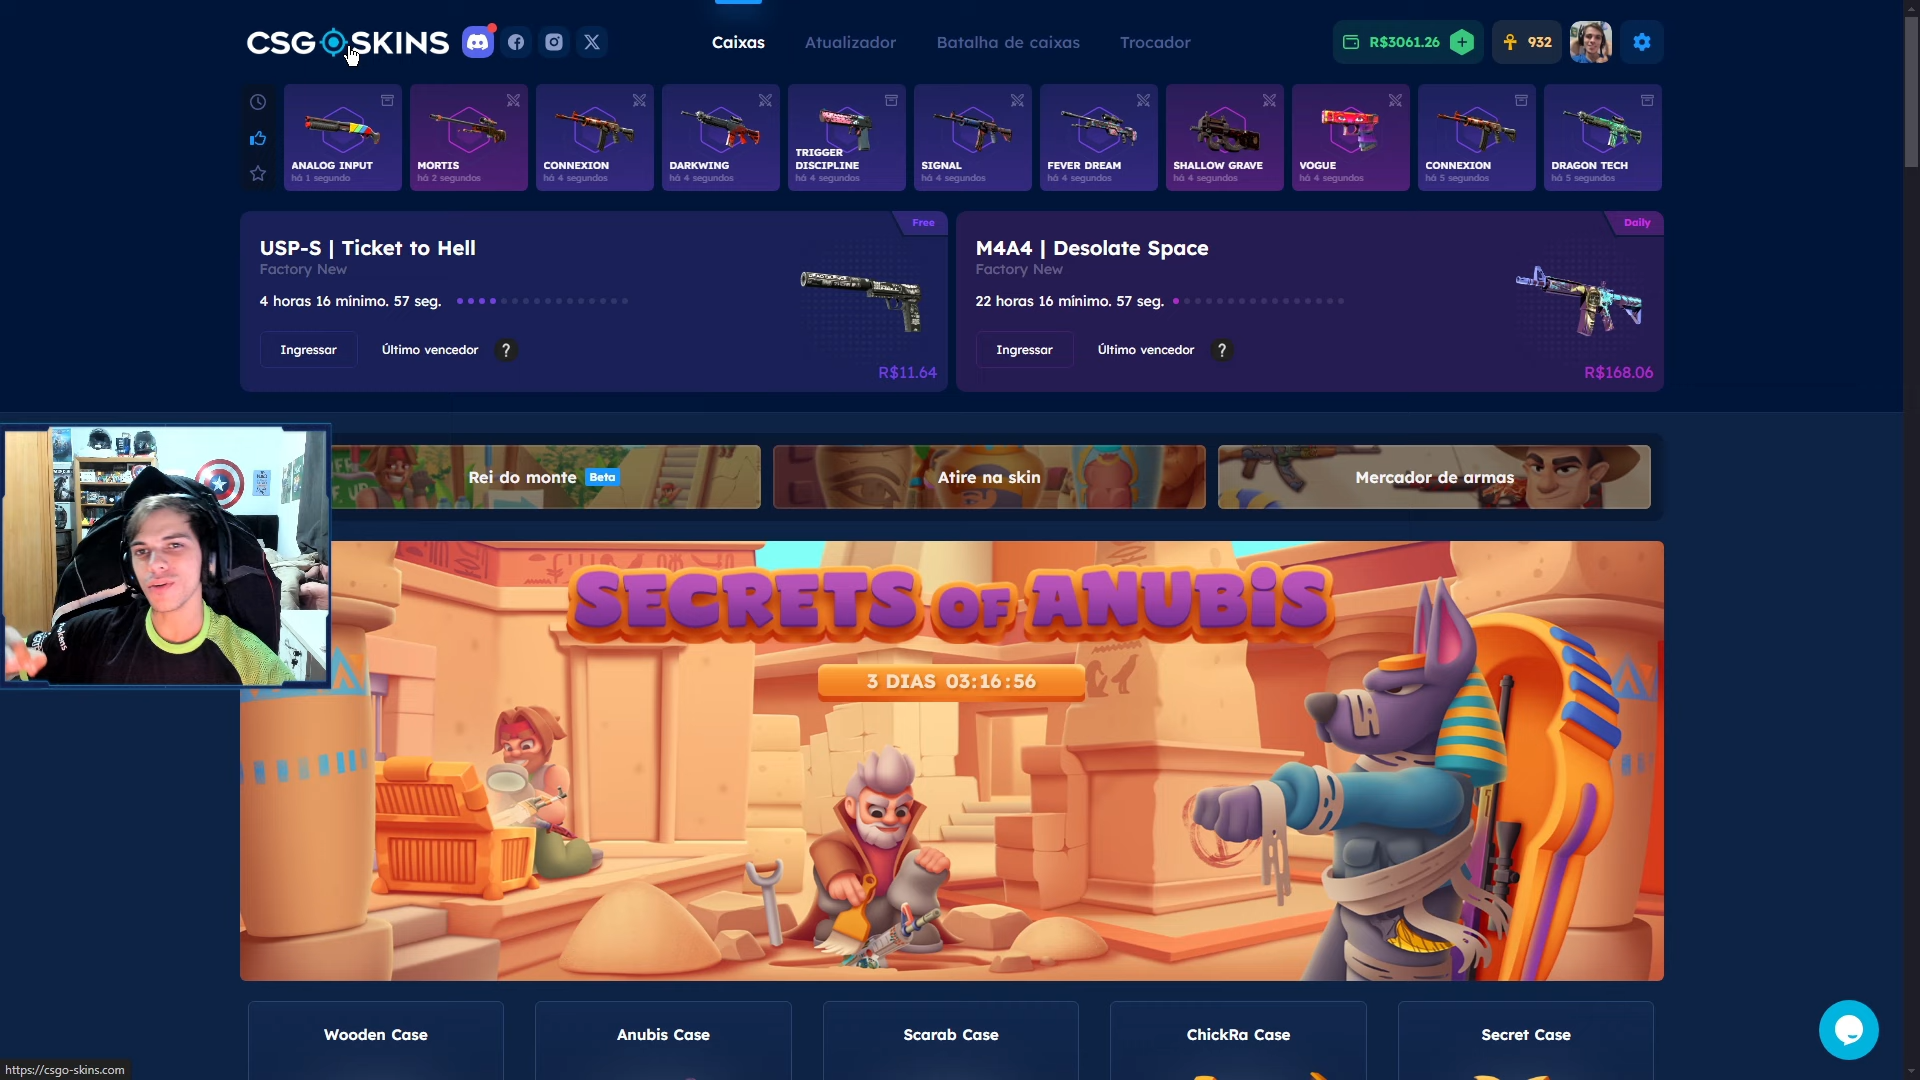 CSGOSKINS
Caixas
Atualizador
Batalha de caixas
Trocador
R$3061.26
932
ANALOG INPUT
há 1 segundo
MORTIS
há 2 segundos
CONNEXION
há 4 segundos
DARKWING
há 4 segundos
TRIGGER
DISCIPLINE
há 4 segundos
SIGNAL
há 4 segundos
FEVER DREAM
há 4 segundos
SHALLOW GRAVE
há 4 segundos
VOGUE
há 4 segundos
CONNEXION
há 5 segundos
DRAGON TECH
há 5 segundos
Free
USP-S | Ticket to Hell
Factory New
4 horas 16 mínimo. 57 seg.
Ingressar
Último vencedor
?
R$11.64
Daily
M4A4 | Desolate Space
Factory New
22 horas 16 mínimo. 57 seg.
Ingressar
Último vencedor
?
R$168.06
Rei do monte Beta
Atire na skin
Mercador de armas
SECRETS OF ANUBIS
3 DIAS 03:16:56
Wooden Case
Anubis Case
Scarab Case
ChickRa Case
Secret Case
https://csgo-skins.com